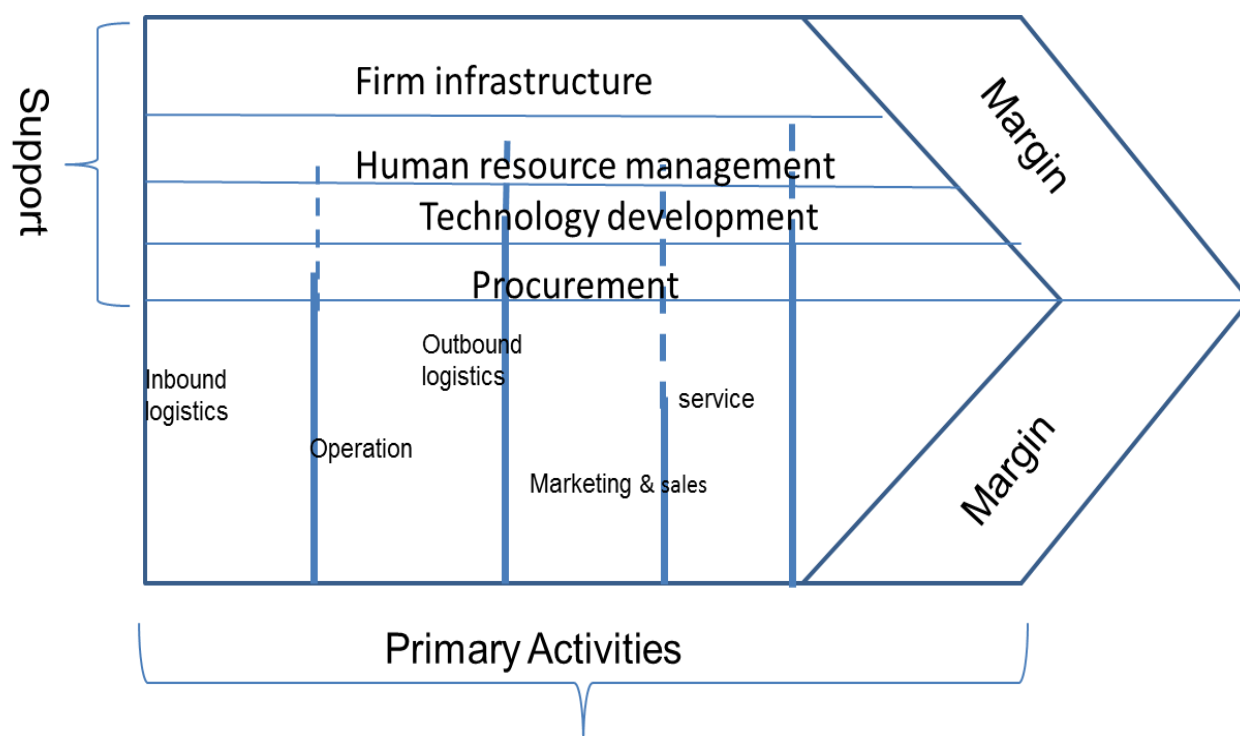 Support
Firm infrastructure
Human resource management
Technology development
Procurement
Margin
Inbound
logistics
Operation
Outbound
logistics
Marketing & sales
service
Margin
Primary Activities